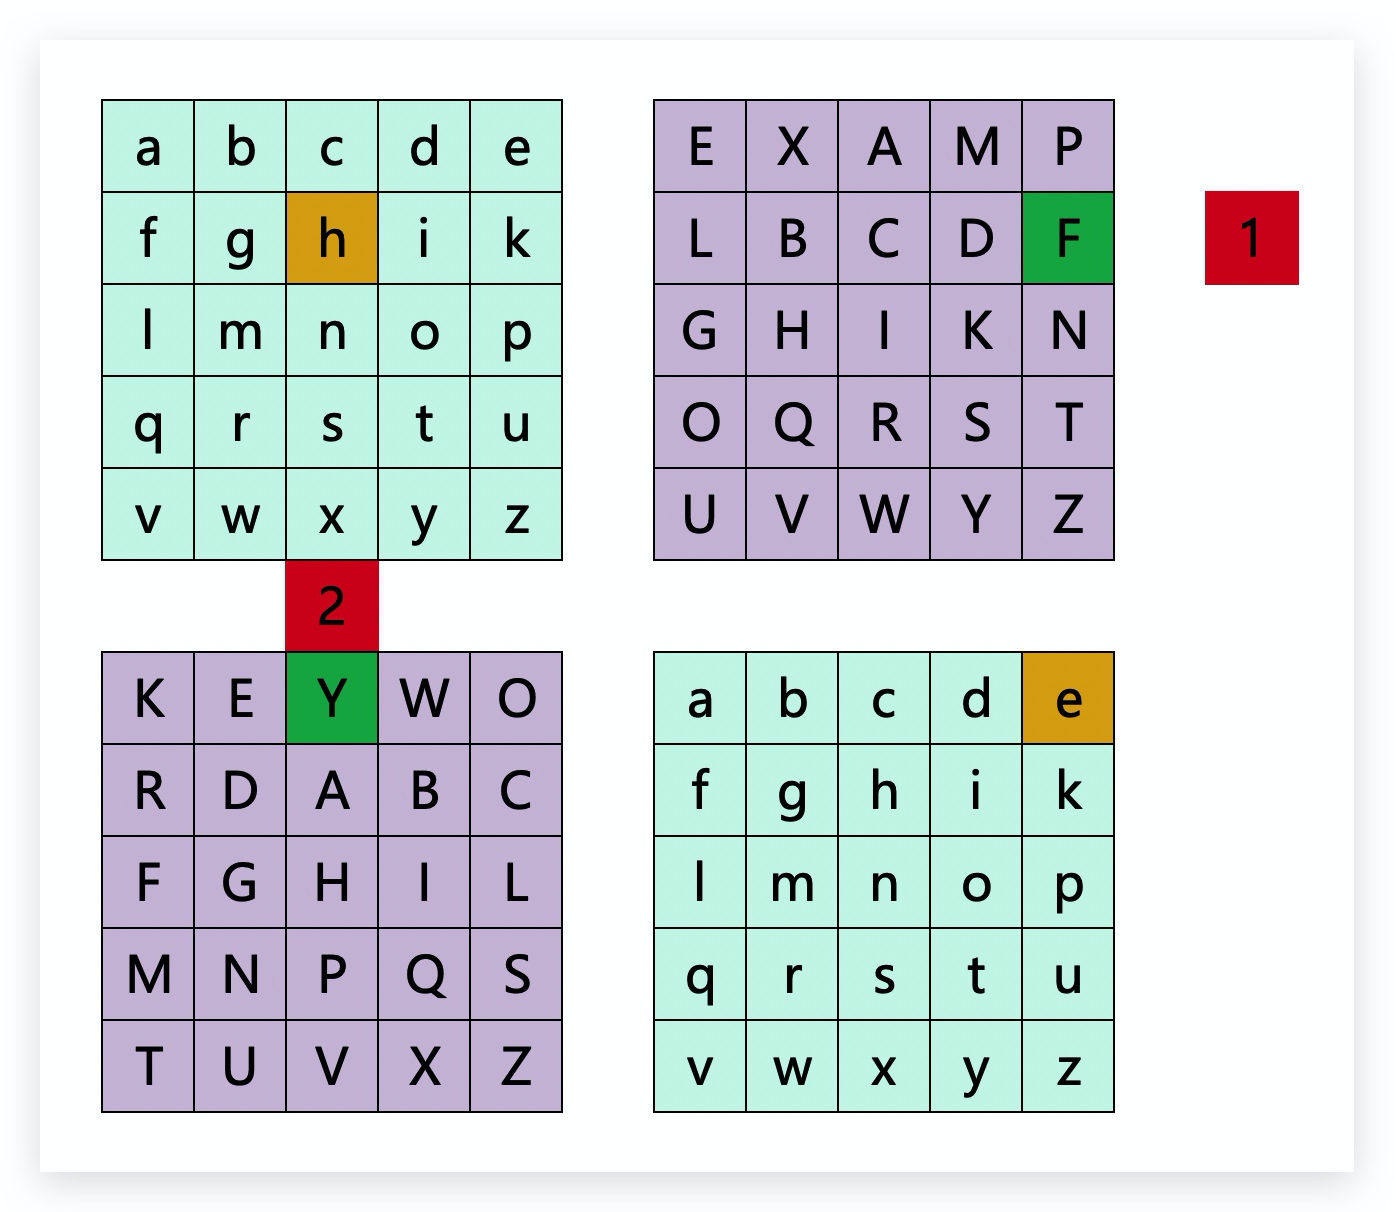 a b c d e E X A M P
f g h i k L B C D F 1
l m n o p G H I K N
q r s t u O Q R S T
v w x y z U V W Y Z
2
K E Y W O a b c d e
R D A B C f g h i k
F G H I L l m n o p
M N P Q S q r s t u
T U V X Z v w x y z